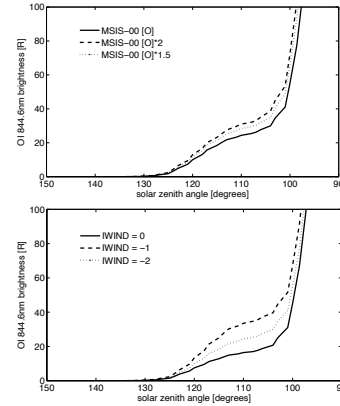 100
80
60
40
20
0
OI 844.6nm brightness [R]
MSIS−00 [O]
MSIS−00 [O]*2
MSIS−00 [O]*1.5
150 140 130 120 110 100 90
solar zenith angle [degrees]
100
80
60
40
20
0
OI 844.6nm brightness [R]
IWIND = 0
IWIND = −1
IWIND = −2
150 140 130 120 110 100 90
solar zenith angle [degrees]